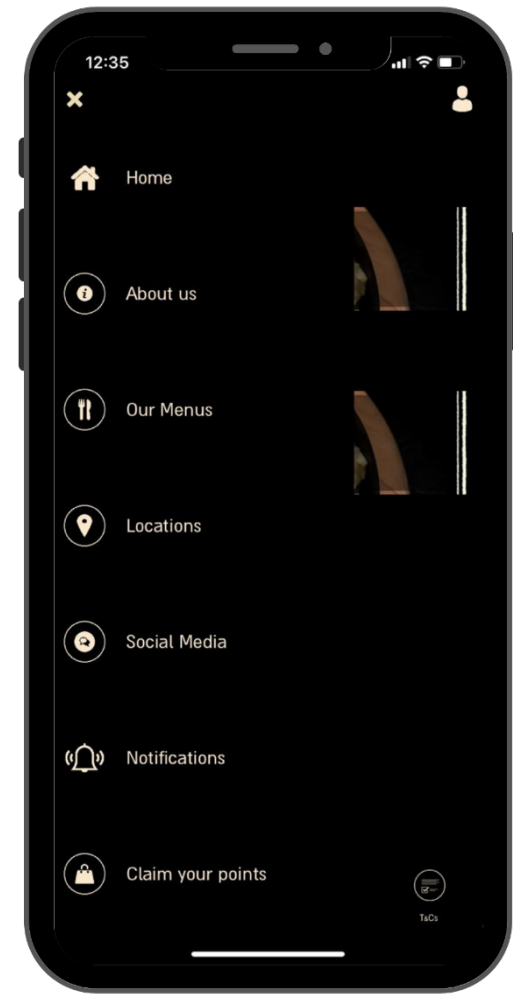 12:35
Home
About us
Our Menus
Locations
Social Media
Notifications
Claim your points
T&Cs